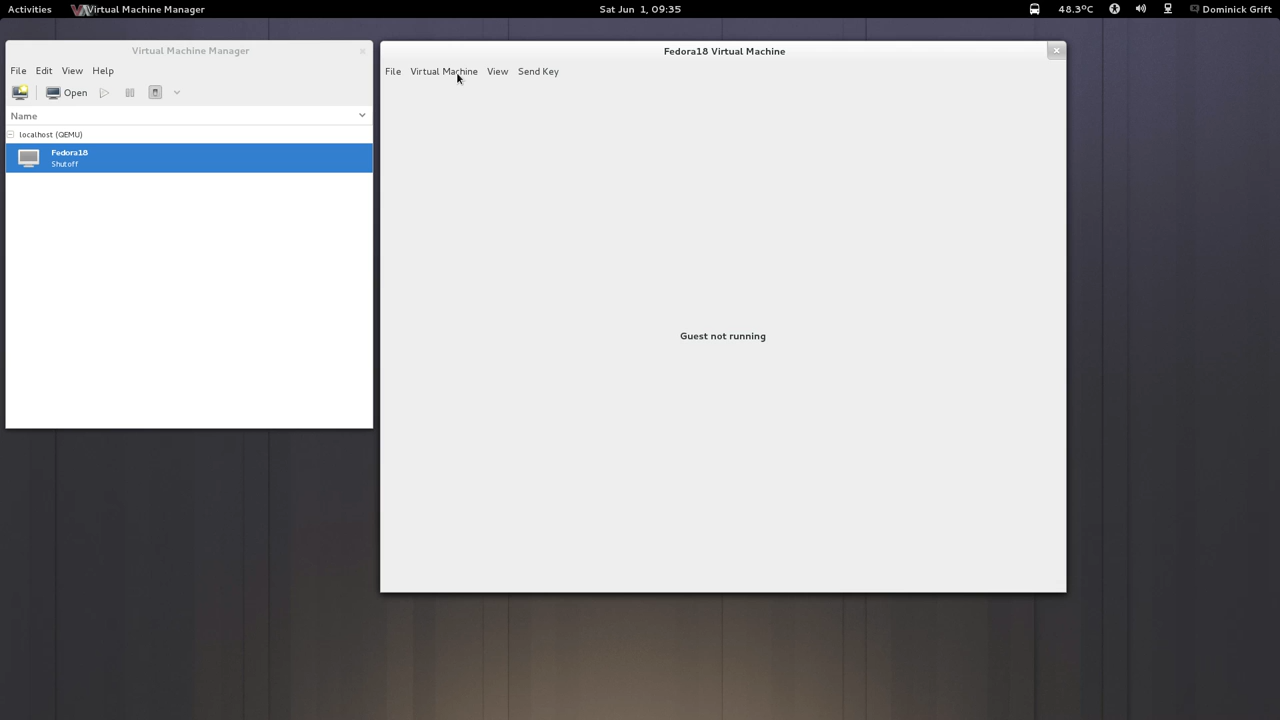 Activities Virtual Machine Manager Sat Jun 1, 09:35 48.3°C Dominick Grift
Virtual Machine Manager
File Edit View Help
Open
Name
localhost (QEMU)
Fedora18
Shutoff
Fedora18 Virtual Machine
File Virtual Machine View Send Key
Guest not running